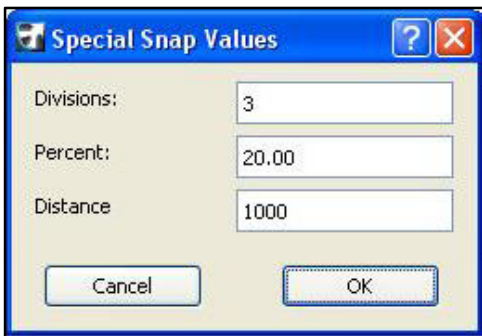 Special Snap Values ?
Divisions: 3
Percent: 20.00
Distance 1000
Cancel OK